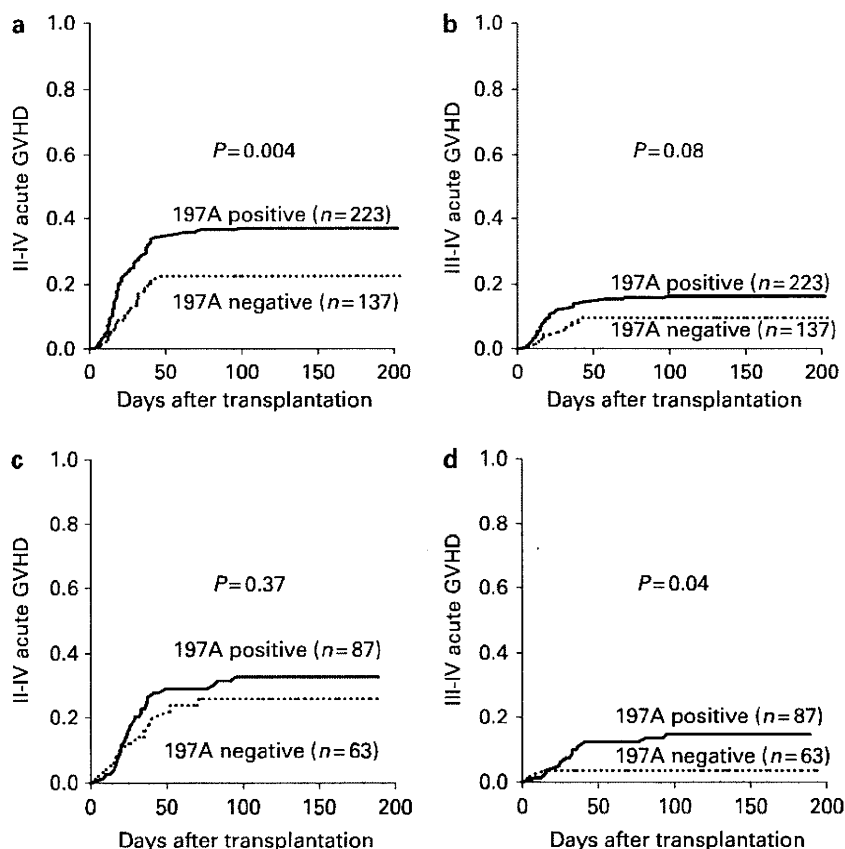 a
1.0
0.8
0.6
0.4
0.2
0.0
II-IV acute GVHD
P=0.004
197A positive (n=223)
197A negative (n=137)
0 50 100 150 200
Days after transplantation
b
1.0
0.8
0.6
0.4
0.2
0.0
III-IV acute GVHD
P=0.08
197A positive (n=223)
197A negative (n=137)
0 50 100 150 200
Days after transplantation
c
1.0
0.8
0.6
0.4
0.2
0.0
II-IV acute GVHD
P=0.37
197A positive (n=87)
197A negative (n=63)
0 50 100 150 200
Days after transplantation
d
1.0
0.8
0.6
0.4
0.2
0.0
III-IV acute GVHD
P=0.04
197A positive (n=87)
197A negative (n=63)
0 50 100 150 200
Days after transplantation